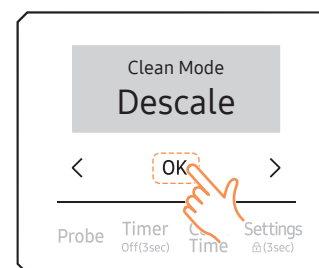 Clean Mode
Descale
< OK >
Probe Timer Settings
Off(3sec) Time (3sec)